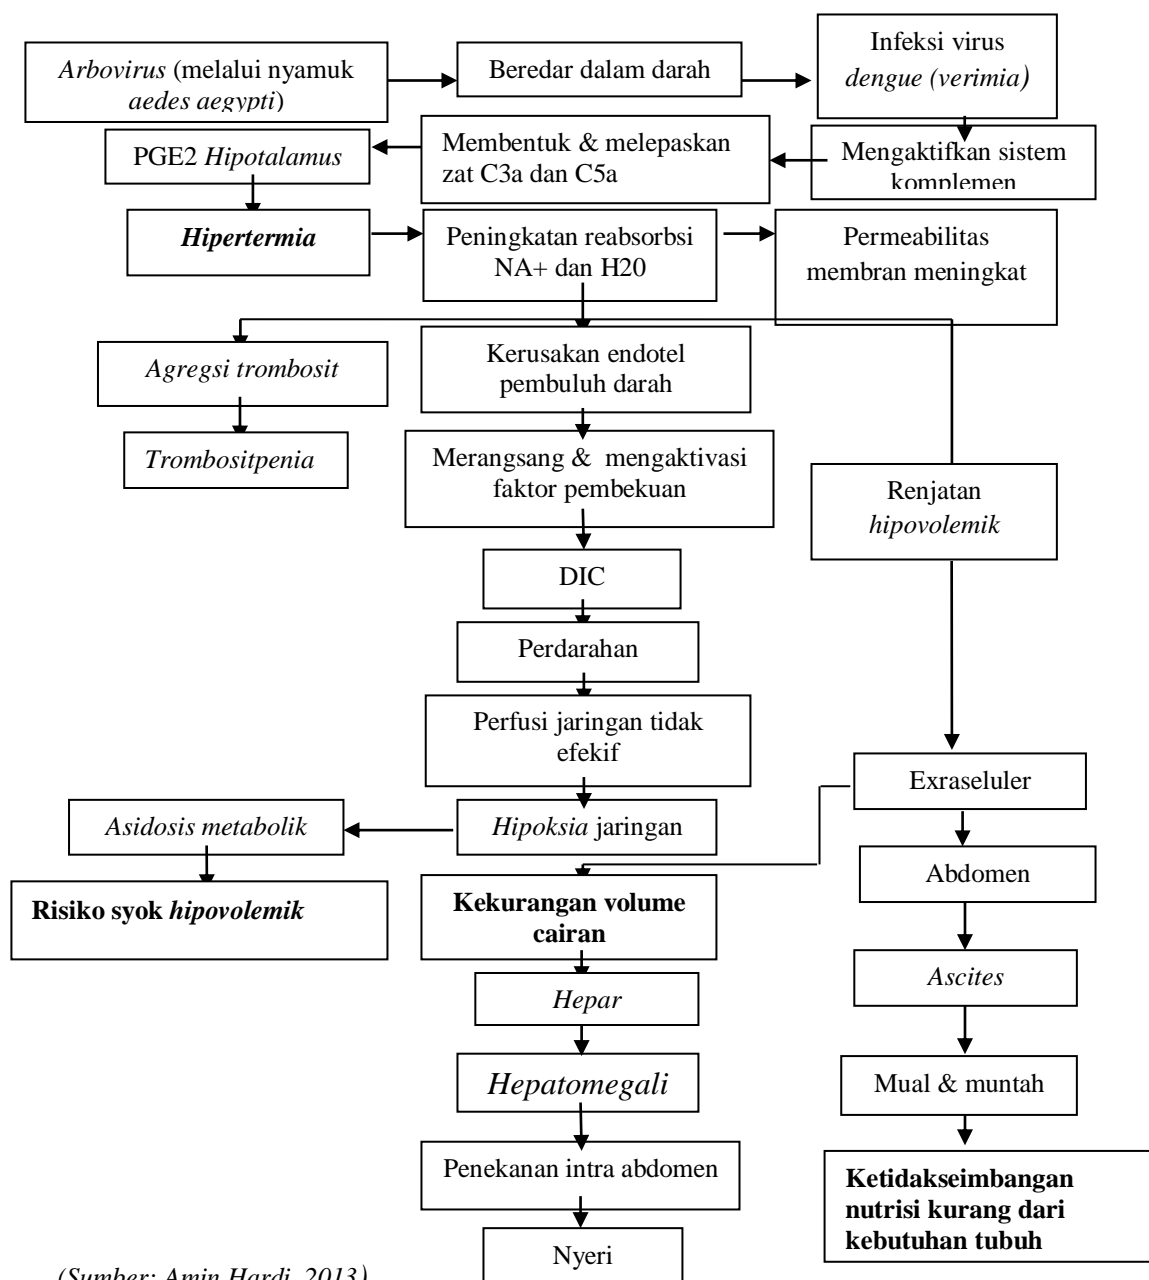 Arbovirus (melalui nyamuk
aedes aegypti)
Beredar dalam darah
Infeksi virus
dengue (verimia)
PGE2 Hipotalamus
Membentuk & melepaskan
zat C3a dan C5a
Mengaktifkan sistem
komplemen
Hipertermia
Peningkatan reabsorbsi
NA+ dan H20
Permeabilitas
membran meningkat
Agregsi trombosit
Kerusakan endotel
pembuluh darah
Trombositpenia
Merangsang & mengaktivasi
faktor pembekuan
Renjatan
hipovolemik
DIC
Perdarahan
Perfusi jaringan tidak
efekif
Exraseluler
Asidosis metabolik
Hipoksia jaringan
Abdomen
Risiko syok hipovolemik
Kekurangan volume
cairan
Ascites
Hepar
Hepatomegali
Mual & muntah
Penekanan intra abdomen
Ketidakseimbangan
nutrisi kurang dari
kebutuhan tubuh
Nyeri
(Sumber: Amin Hardi, 2013)